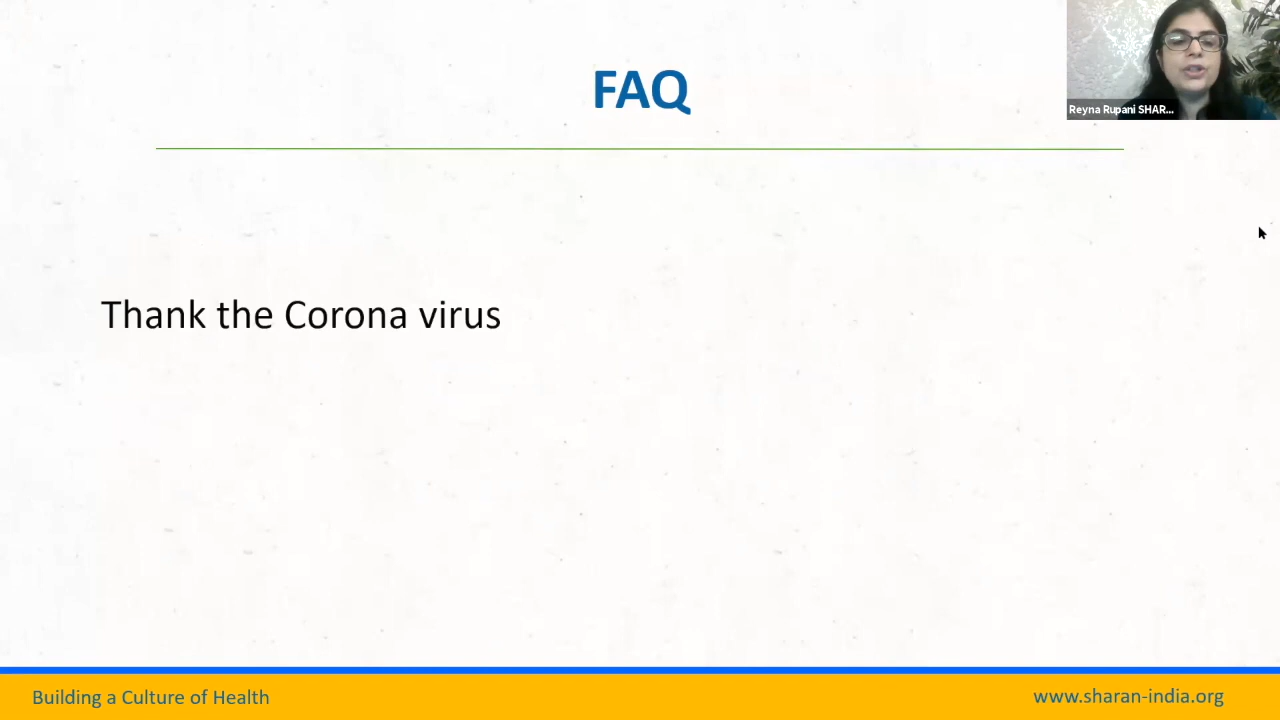 FAQ
Reyna Rupani SHAR...
Thank the Corona virus
Building a Culture of Health
www.sharan-india.org